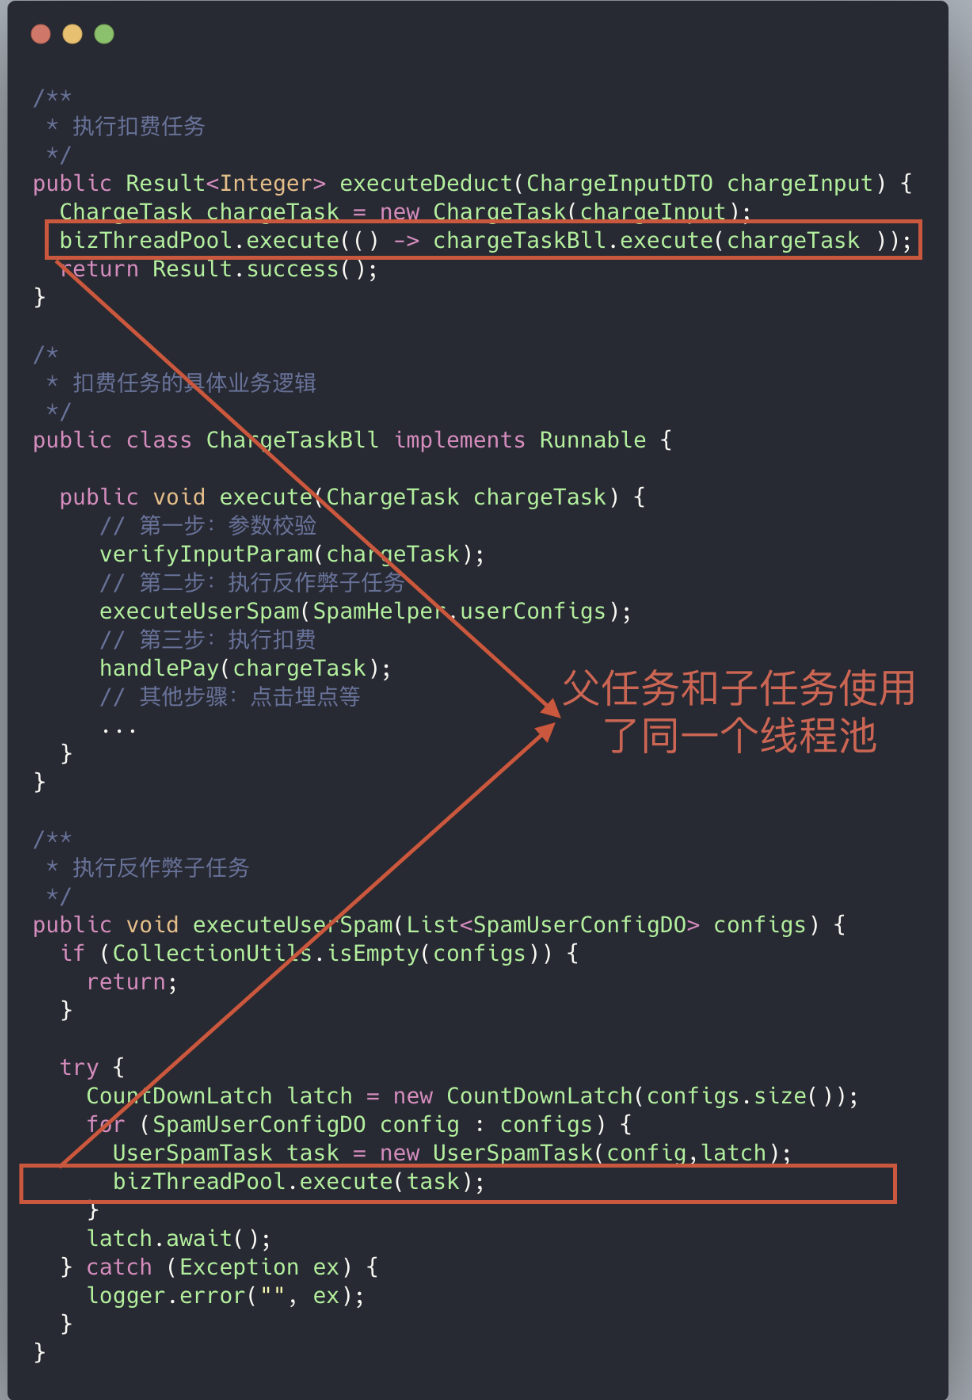 /**
 * 执行扣费任务
 */
public Result<Integer> executeDeduct(ChargeInputDTO chargeInput) {
  ChargeTask chargeTask = new ChargeTask(chargeInput);
  bizThreadPool.execute(() -> chargeTaskBll.execute(chargeTask ));
  return Result.success();
}

/*
 * 扣费任务的具体业务逻辑
 */
public class ChargeTaskBll implements Runnable {

  public void execute(ChargeTask chargeTask) {
     // 第一步：参数校验
     verifyInputParam(chargeTask);
     // 第二步：执行反作弊子任务
     executeUserSpam(SpamHelper.userConfigs);
     // 第三步：执行扣费
     handlePay(chargeTask);
     // 其他步骤：点击埋点等
     ...
  }
}
父任务和子任务使用
了同一个线程池

/**
 * 执行反作弊子任务
 */
public void executeUserSpam(List<SpamUserConfigDO> configs) {
  if (CollectionUtils.isEmpty(configs)) {
    return;
  }

  try {
    CountDownLatch latch = new CountDownLatch(configs.size());
    for (SpamUserConfigDO config : configs) {
      UserSpamTask task = new UserSpamTask(config,latch);
      bizThreadPool.execute(task);
    }
    latch.await();
  } catch (Exception ex) {
    logger.error("", ex);
  }
}